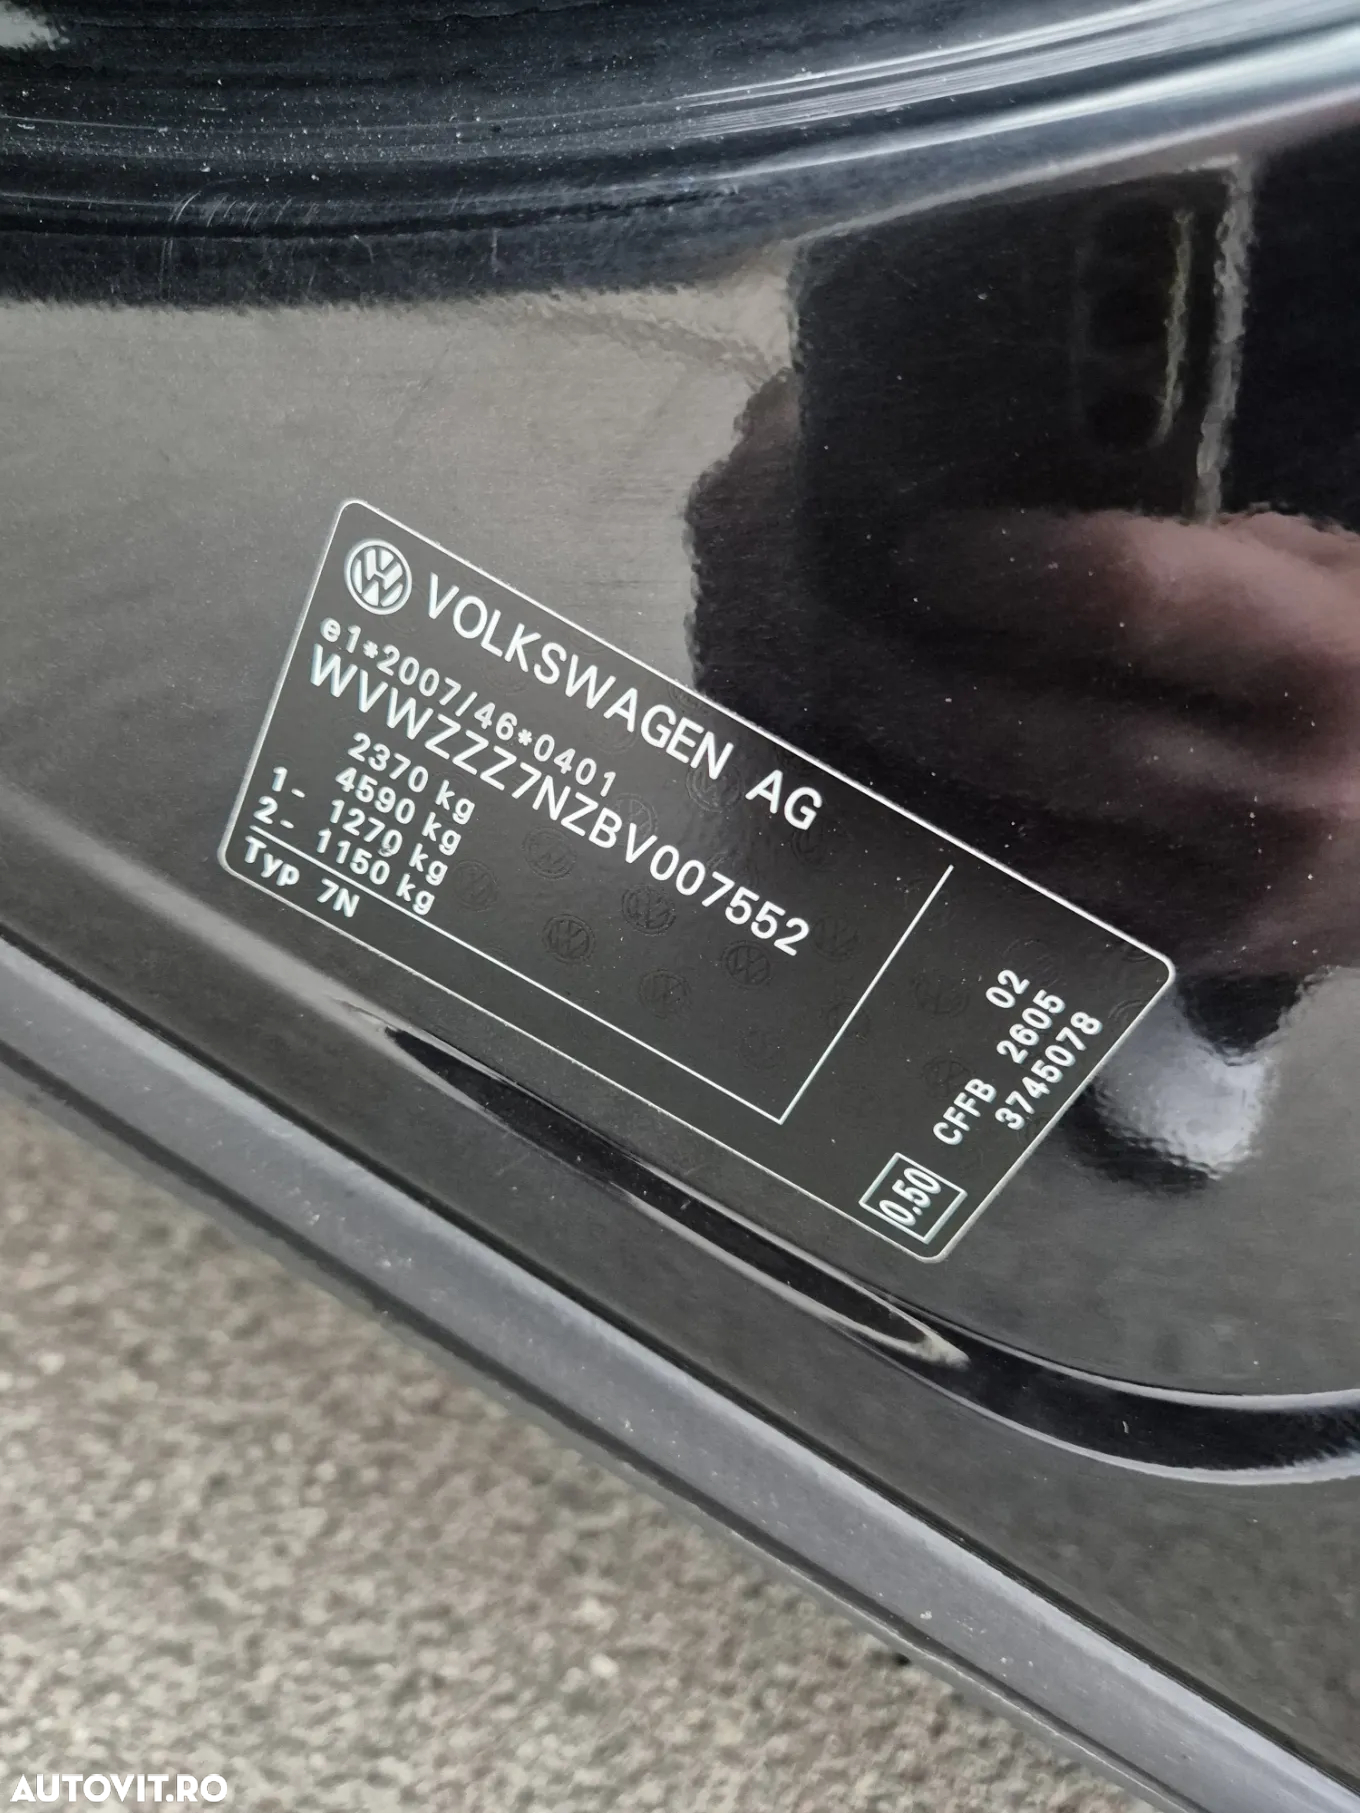 VOLKSWAGEN AG
e1*2007/46*0401
WVWZZZ7NZBV007552
2370 kg
4590 kg
1- 1270 kg
2- 1150 kg
Typ 7N
02
CFFB 2605
3745078
0.50
AUTOVIT.RO